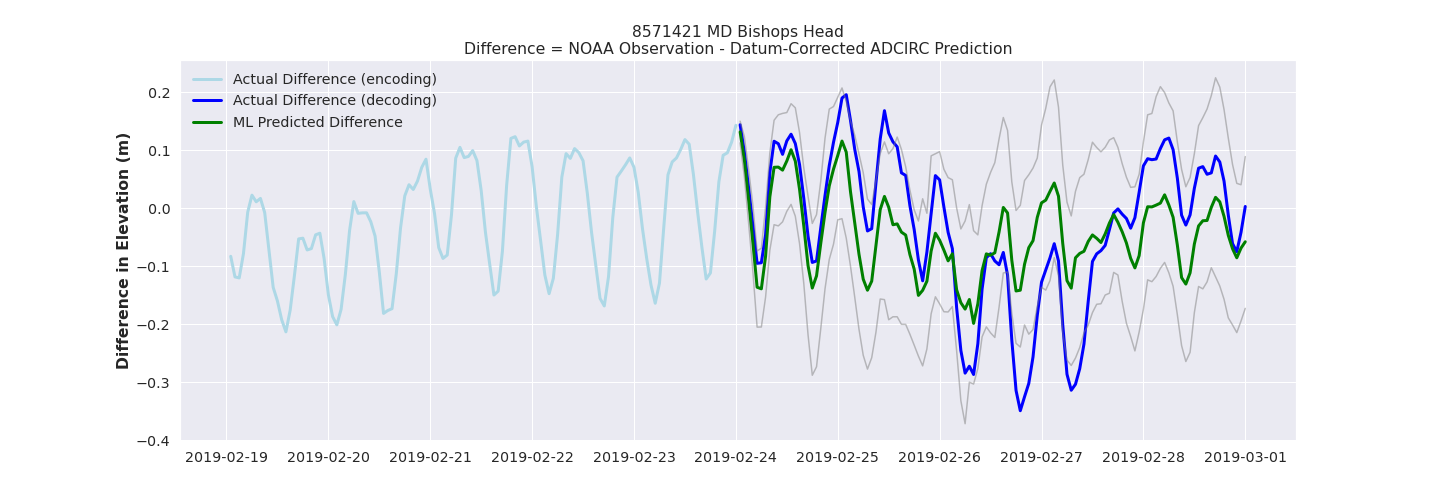 8571421 MD Bishops Head
Difference = NOAA Observation - Datum-Corrected ADCIRC Prediction
Actual Difference (encoding)
Actual Difference (decoding)
ML Predicted Difference
Difference in Elevation (m)
0.2
0.1
0.0
−0.1
−0.2
−0.3
−0.4
2019-02-19 2019-02-20 2019-02-21 2019-02-22 2019-02-23 2019-02-24 2019-02-25 2019-02-26 2019-02-27 2019-02-28 2019-03-01